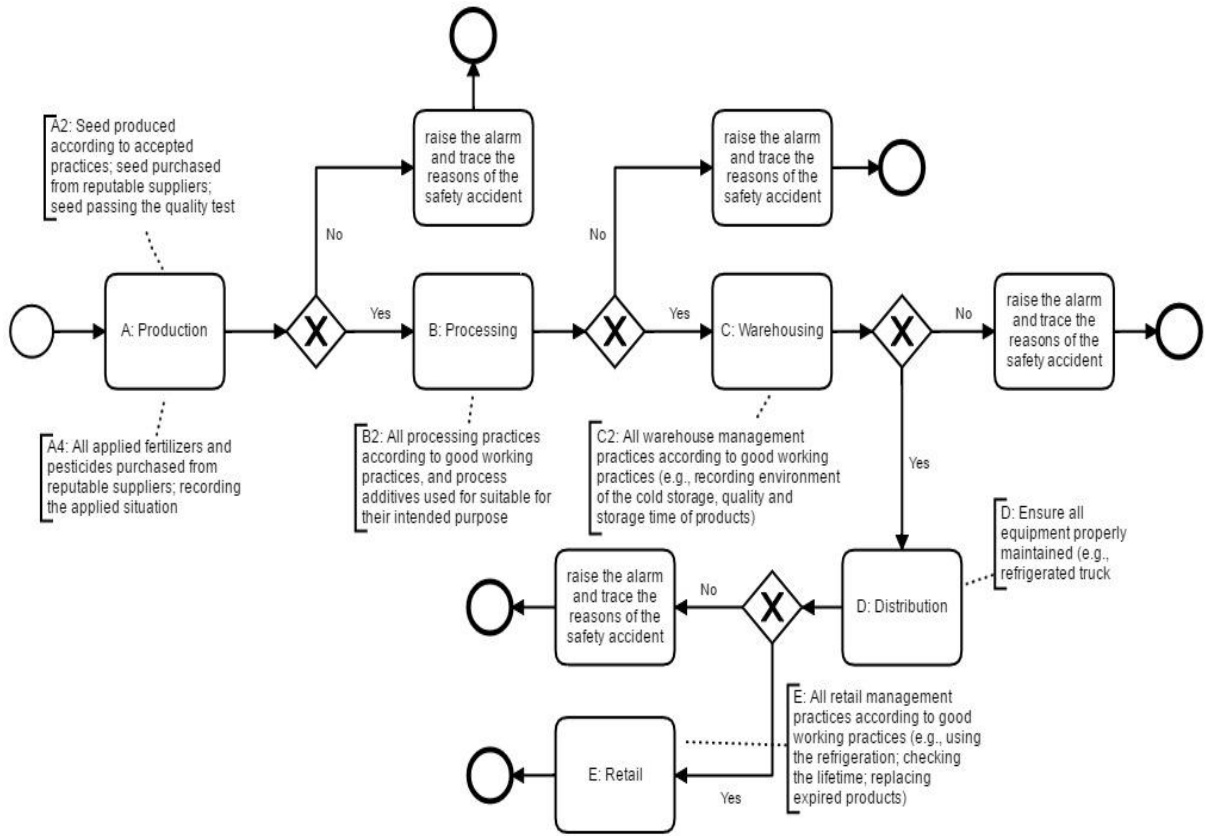 A2: Seed produced
according to accepted
practices; seed purchased
from reputable suppliers;
seed passing the quality test
raise the alarm
and trace the
reasons of the
safety accident
raise the alarm
and trace the
reasons of the
safety accident
No
No
A: Production
X
Yes
B: Processing
X
Yes
C: Warehousing
X
No
raise the alarm
and trace the
reasons of the
safety accident
A4: All applied fertilizers and
pesticides purchased from
reputable suppliers; recording
the applied situation
B2: All processing practices
according to good working
practices, and process
additives used for suitable for
their intended purpose
C2: All warehouse management
practices according to good working
practices (e.g., recording environment
of the cold storage, quality and
storage time of products)
Yes
D: Ensure all
equipment properly
maintained (e.g.,
refrigerated truck
raise the alarm
and trace the
reasons of the
safety accident
No
X
D: Distribution
E: All retail management
practices according to good
working practices (e.g., using
the refrigeration; checking
the lifetime; replacing
expired products)
E: Retail
Yes